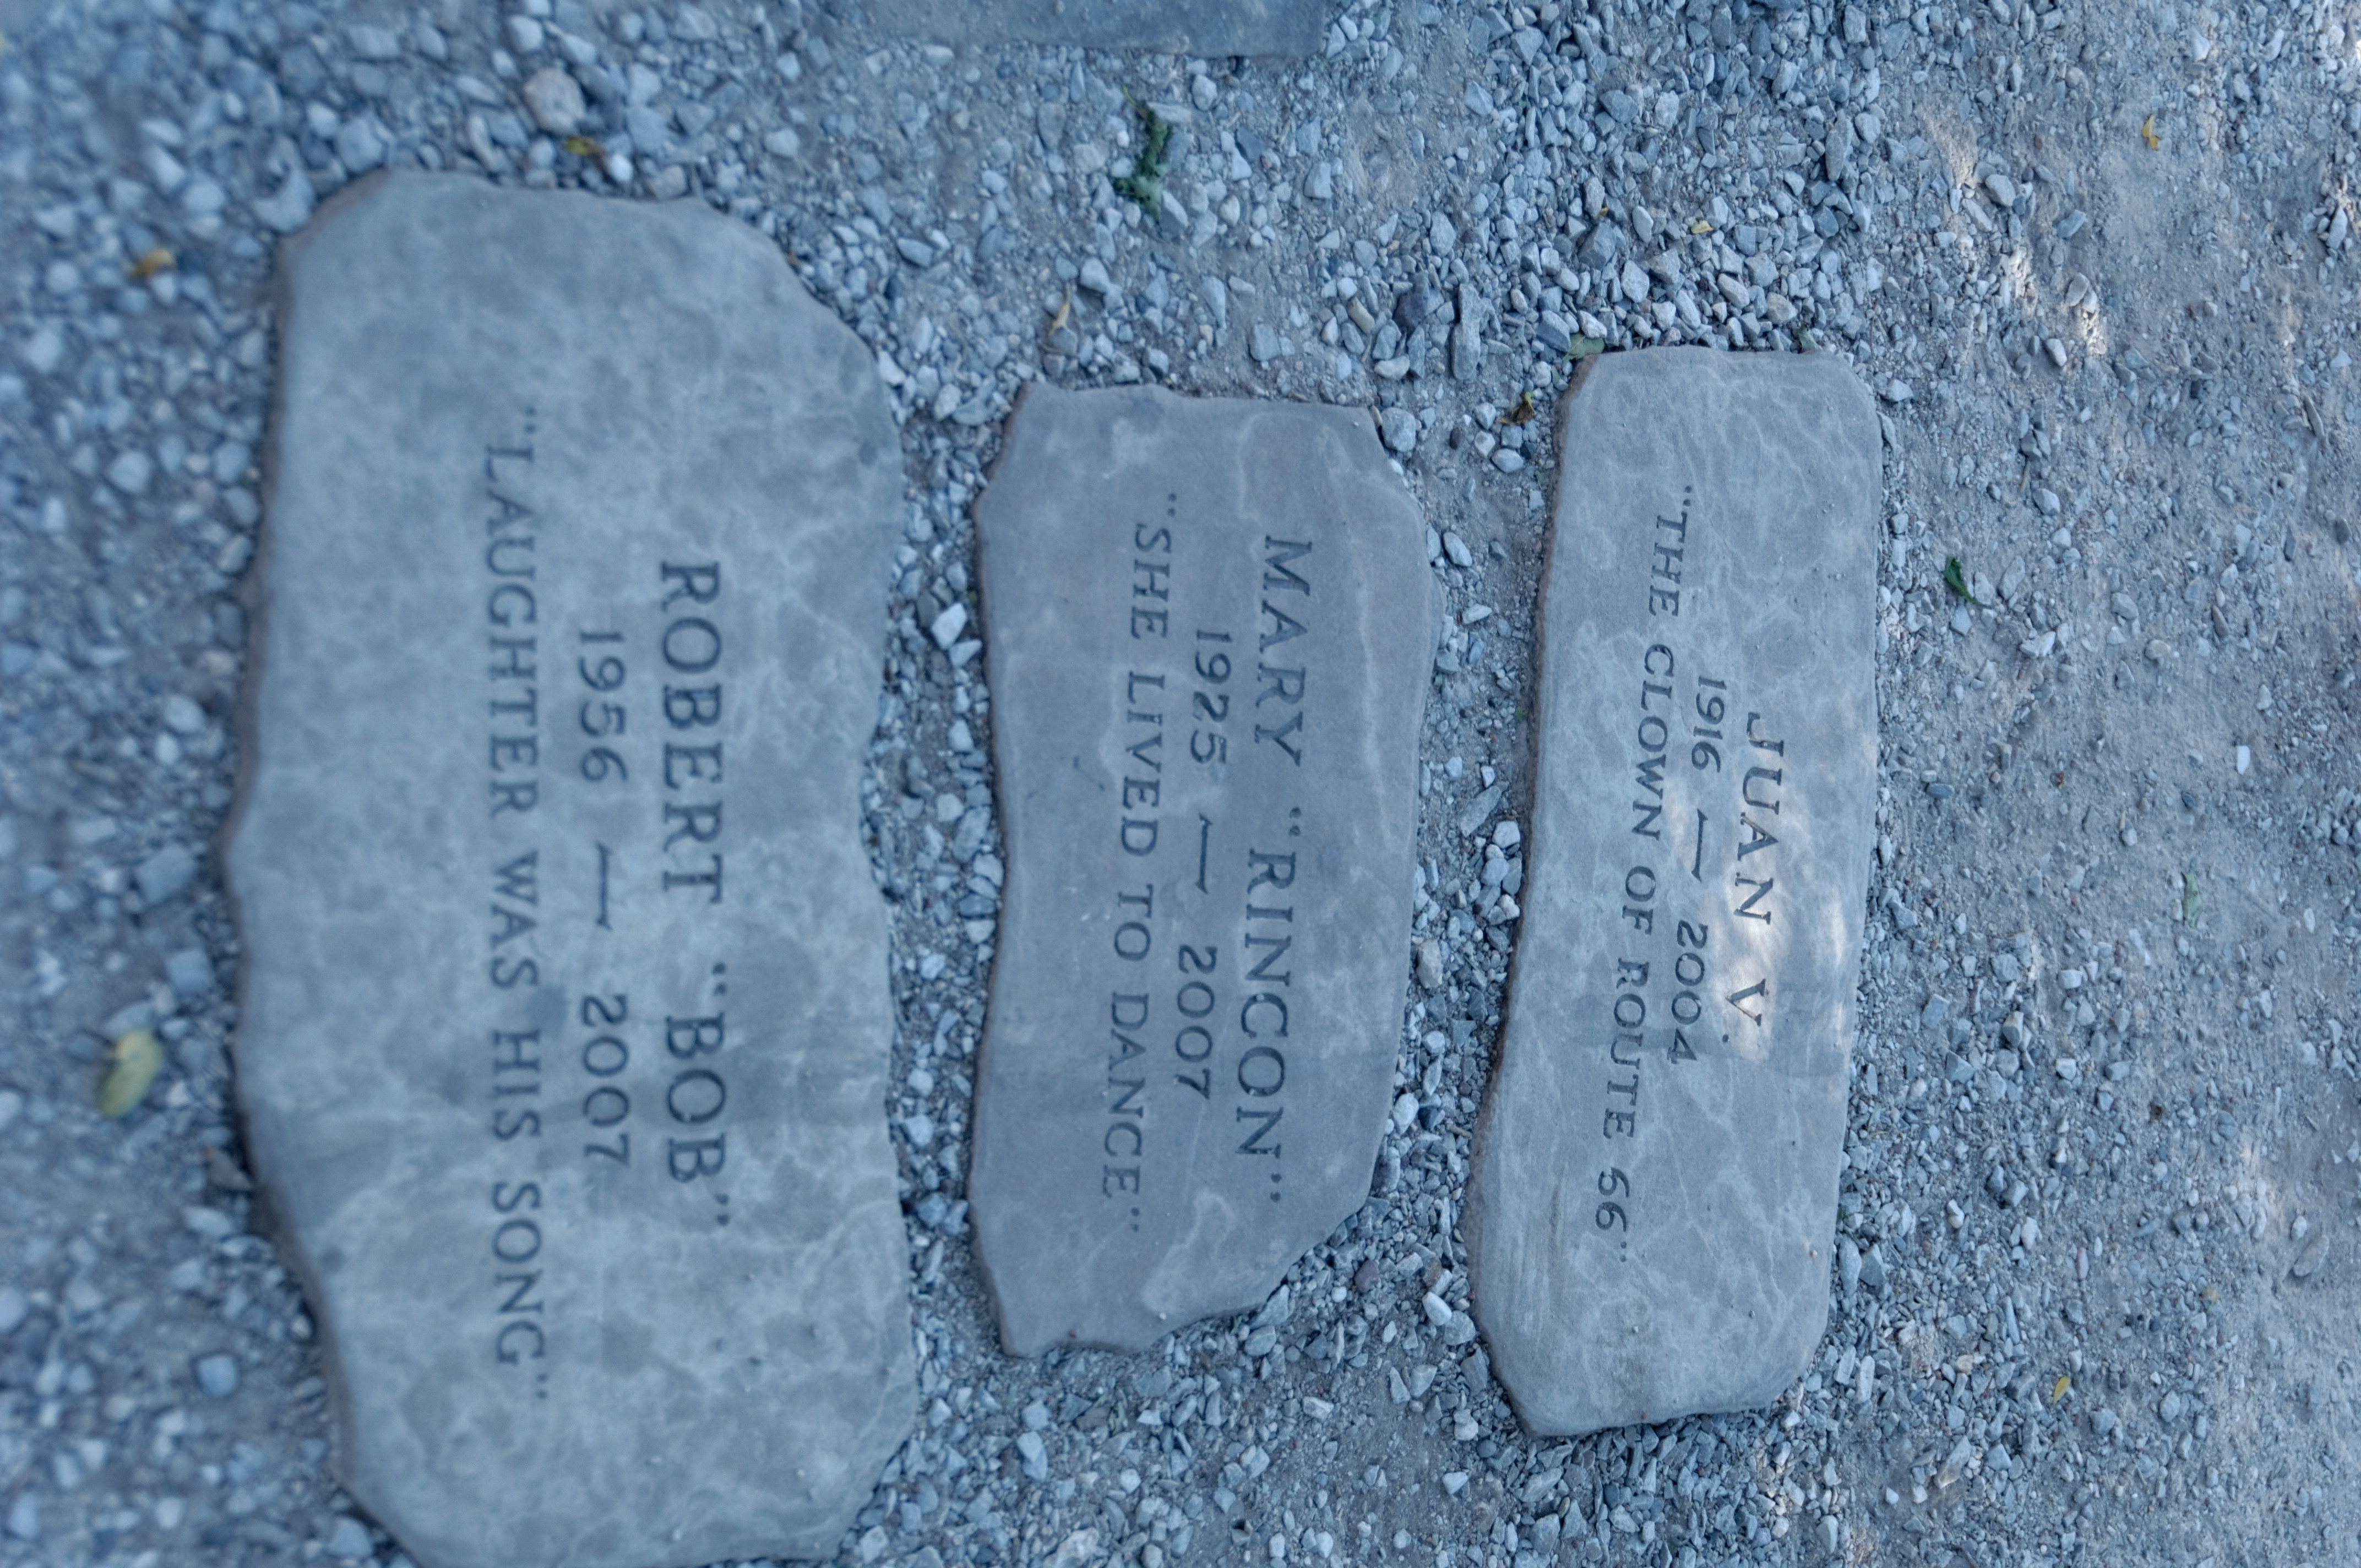 JUAN V.
1916 — 2004
"THE CLOWN OF ROUTE 66"
MARY "RINCON"
1925 — 2007
"SHE LIVED TO DANCE"
ROBERT "BOB"
1956 — 2007
"LAUGHTER WAS HIS SONG"